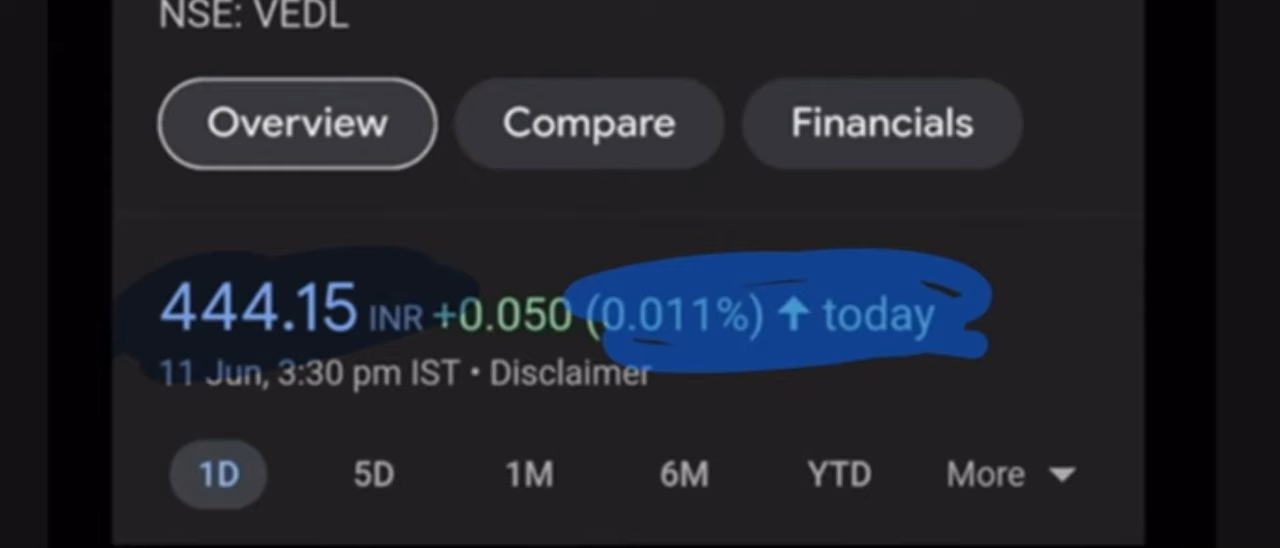 NSE: VEDL
Overview Compare Financials
444.15 INR +0.050 (0.011%) ↑ today
11 Jun, 3:30 pm IST • Disclaimer
1D 5D 1M 6M YTD More